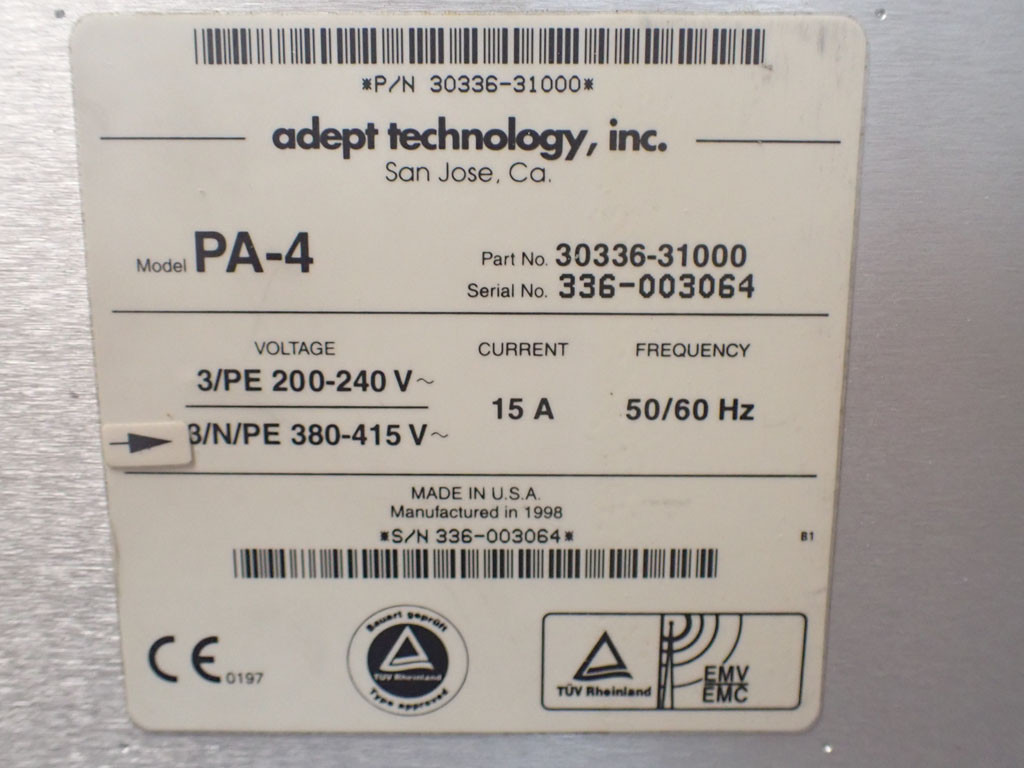 *P/N 30336-31000*
adept technology, inc.
San Jose, Ca.
Model PA-4
Part No. 30336-31000
Serial No. 336-003064
VOLTAGE
3/PE 200-240 V~
3/N/PE 380-415 V~
CURRENT
15 A
FREQUENCY
50/60 Hz
MADE IN U.S.A.
Manufactured in 1998
*S/N 336-003064*
B1
CE 0197
Bauart geprüft
TÜV Rheinland
Type approved
TÜV Rheinland
EMV
EMC